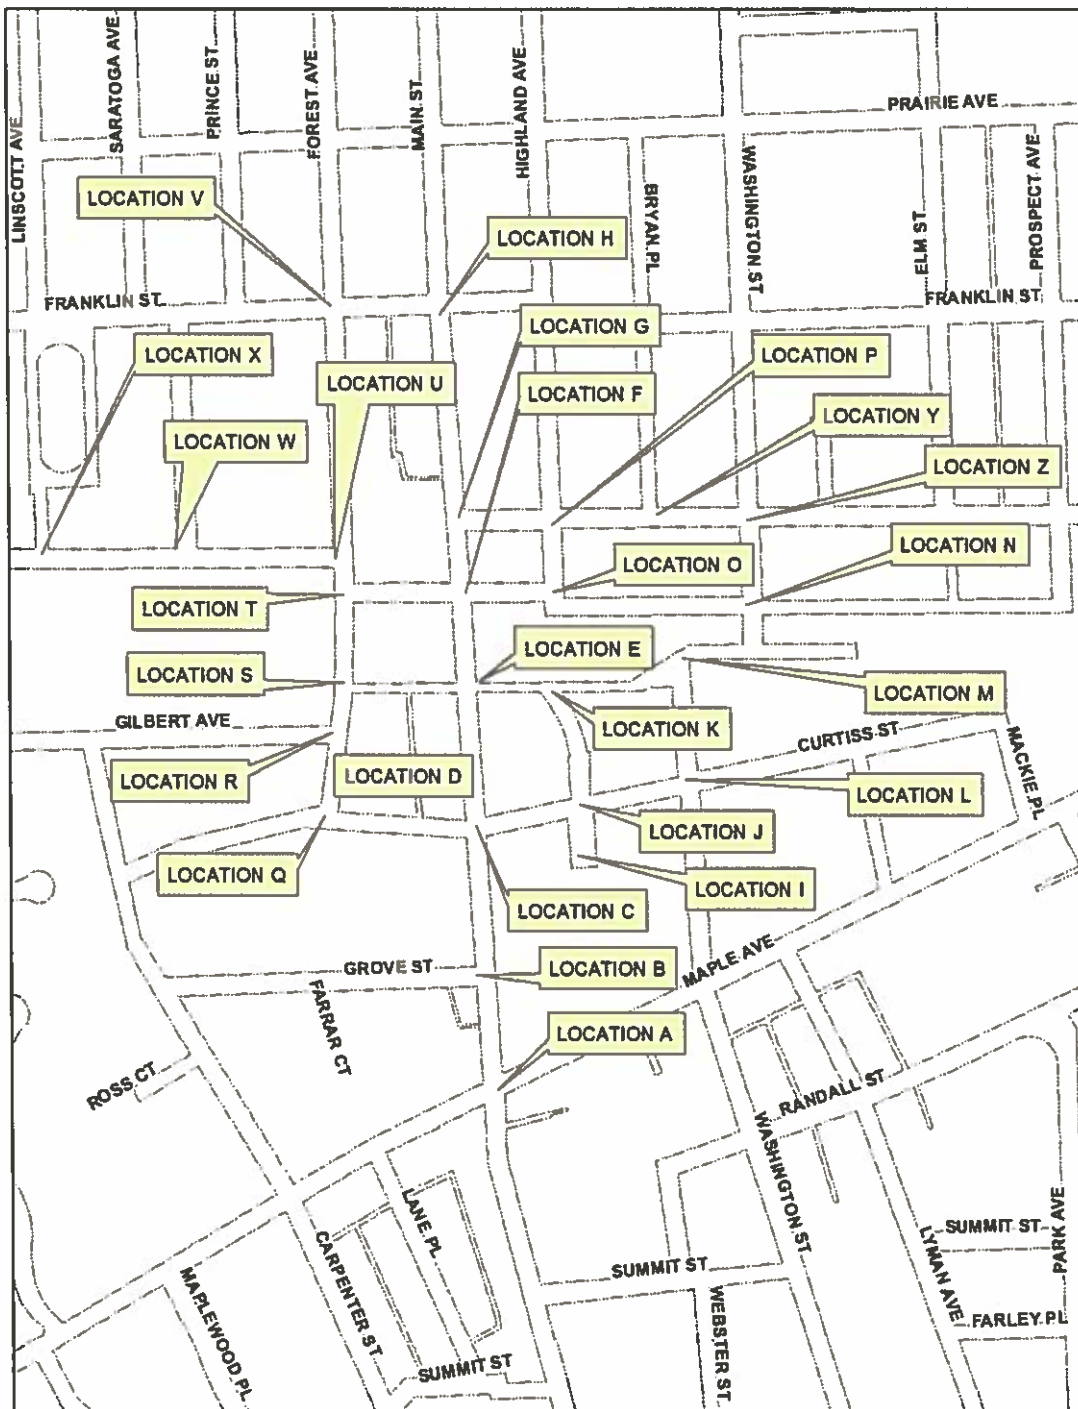 LINSCOTT AVE
SARATOGA AVE
PRINCE ST
FOREST AVE
MAIN ST
HIGHLAND AVE
PRAIRIE AVE
BRYAN PL
WASHINGTON ST
ELM ST
PROSPECT AVE
LOCATION V
LOCATION H
FRANKLIN ST
FRANKLIN ST
LOCATION G
LOCATION X
LOCATION P
LOCATION U
LOCATION F
LOCATION Y
LOCATION W
LOCATION Z
LOCATION N
LOCATION O
LOCATION T
LOCATION E
LOCATION S
LOCATION M
GILBERT AVE
LOCATION K
CURTISS ST
MACKIE PL
LOCATION R
LOCATION D
LOCATION L
LOCATION J
LOCATION Q
LOCATION I
LOCATION C
GROVE ST
LOCATION B
MAPLE AVE
FARRAR CT
LOCATION A
ROSS CT
RANDALL ST
WASHINGTON ST
LANE PL
CARPENTER ST
SUMMIT ST
LYMAN AVE
PARK AVE
SUMMIT ST
MAPLEWOOD PL
WEBSTER ST
FARLEY PL
SUMMIT ST